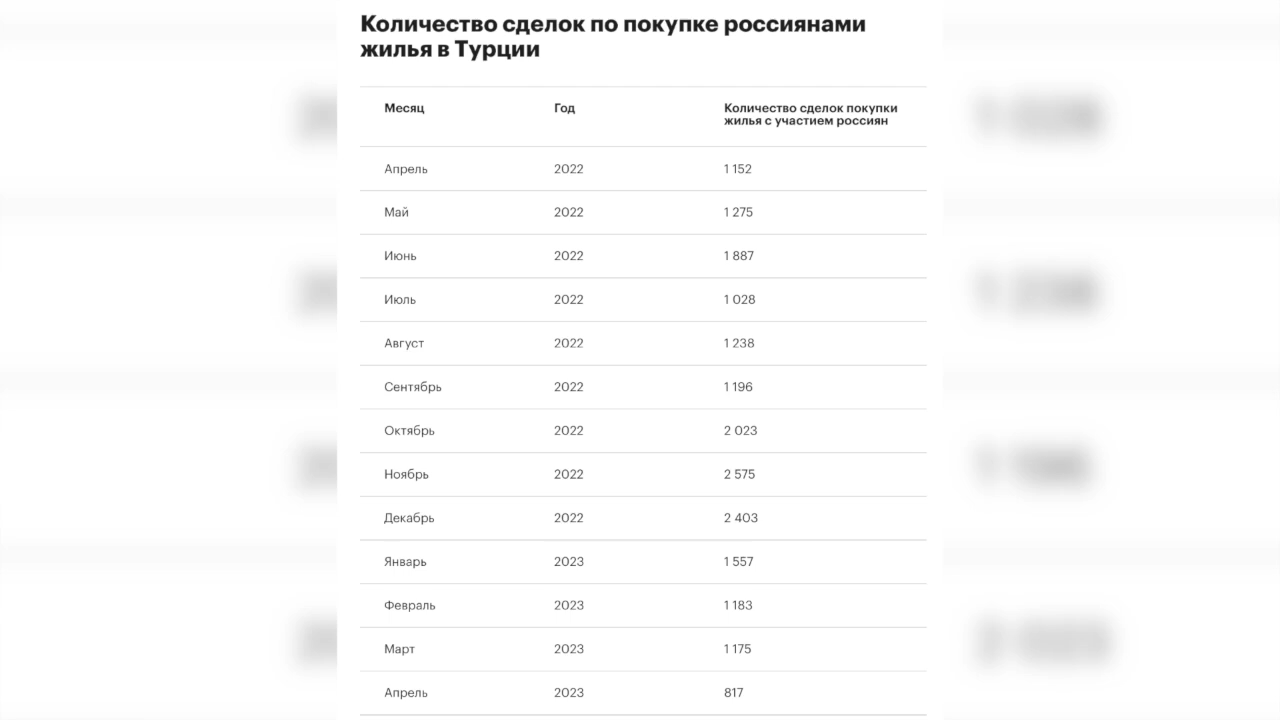 Количество сделок по покупке россиянами
жилья в Турции
Месяц Год Количество сделок покупки
жилья с участием россиян
Апрель 2022 1 152
Май 2022 1 275
Июнь 2022 1 887
Июль 2022 1 028
Август 2022 1 238
Сентябрь 2022 1 196
Октябрь 2022 2 023
Ноябрь 2022 2 575
Декабрь 2022 2 403
Январь 2023 1 557
Февраль 2023 1 183
Март 2023 1 175
Апрель 2023 817